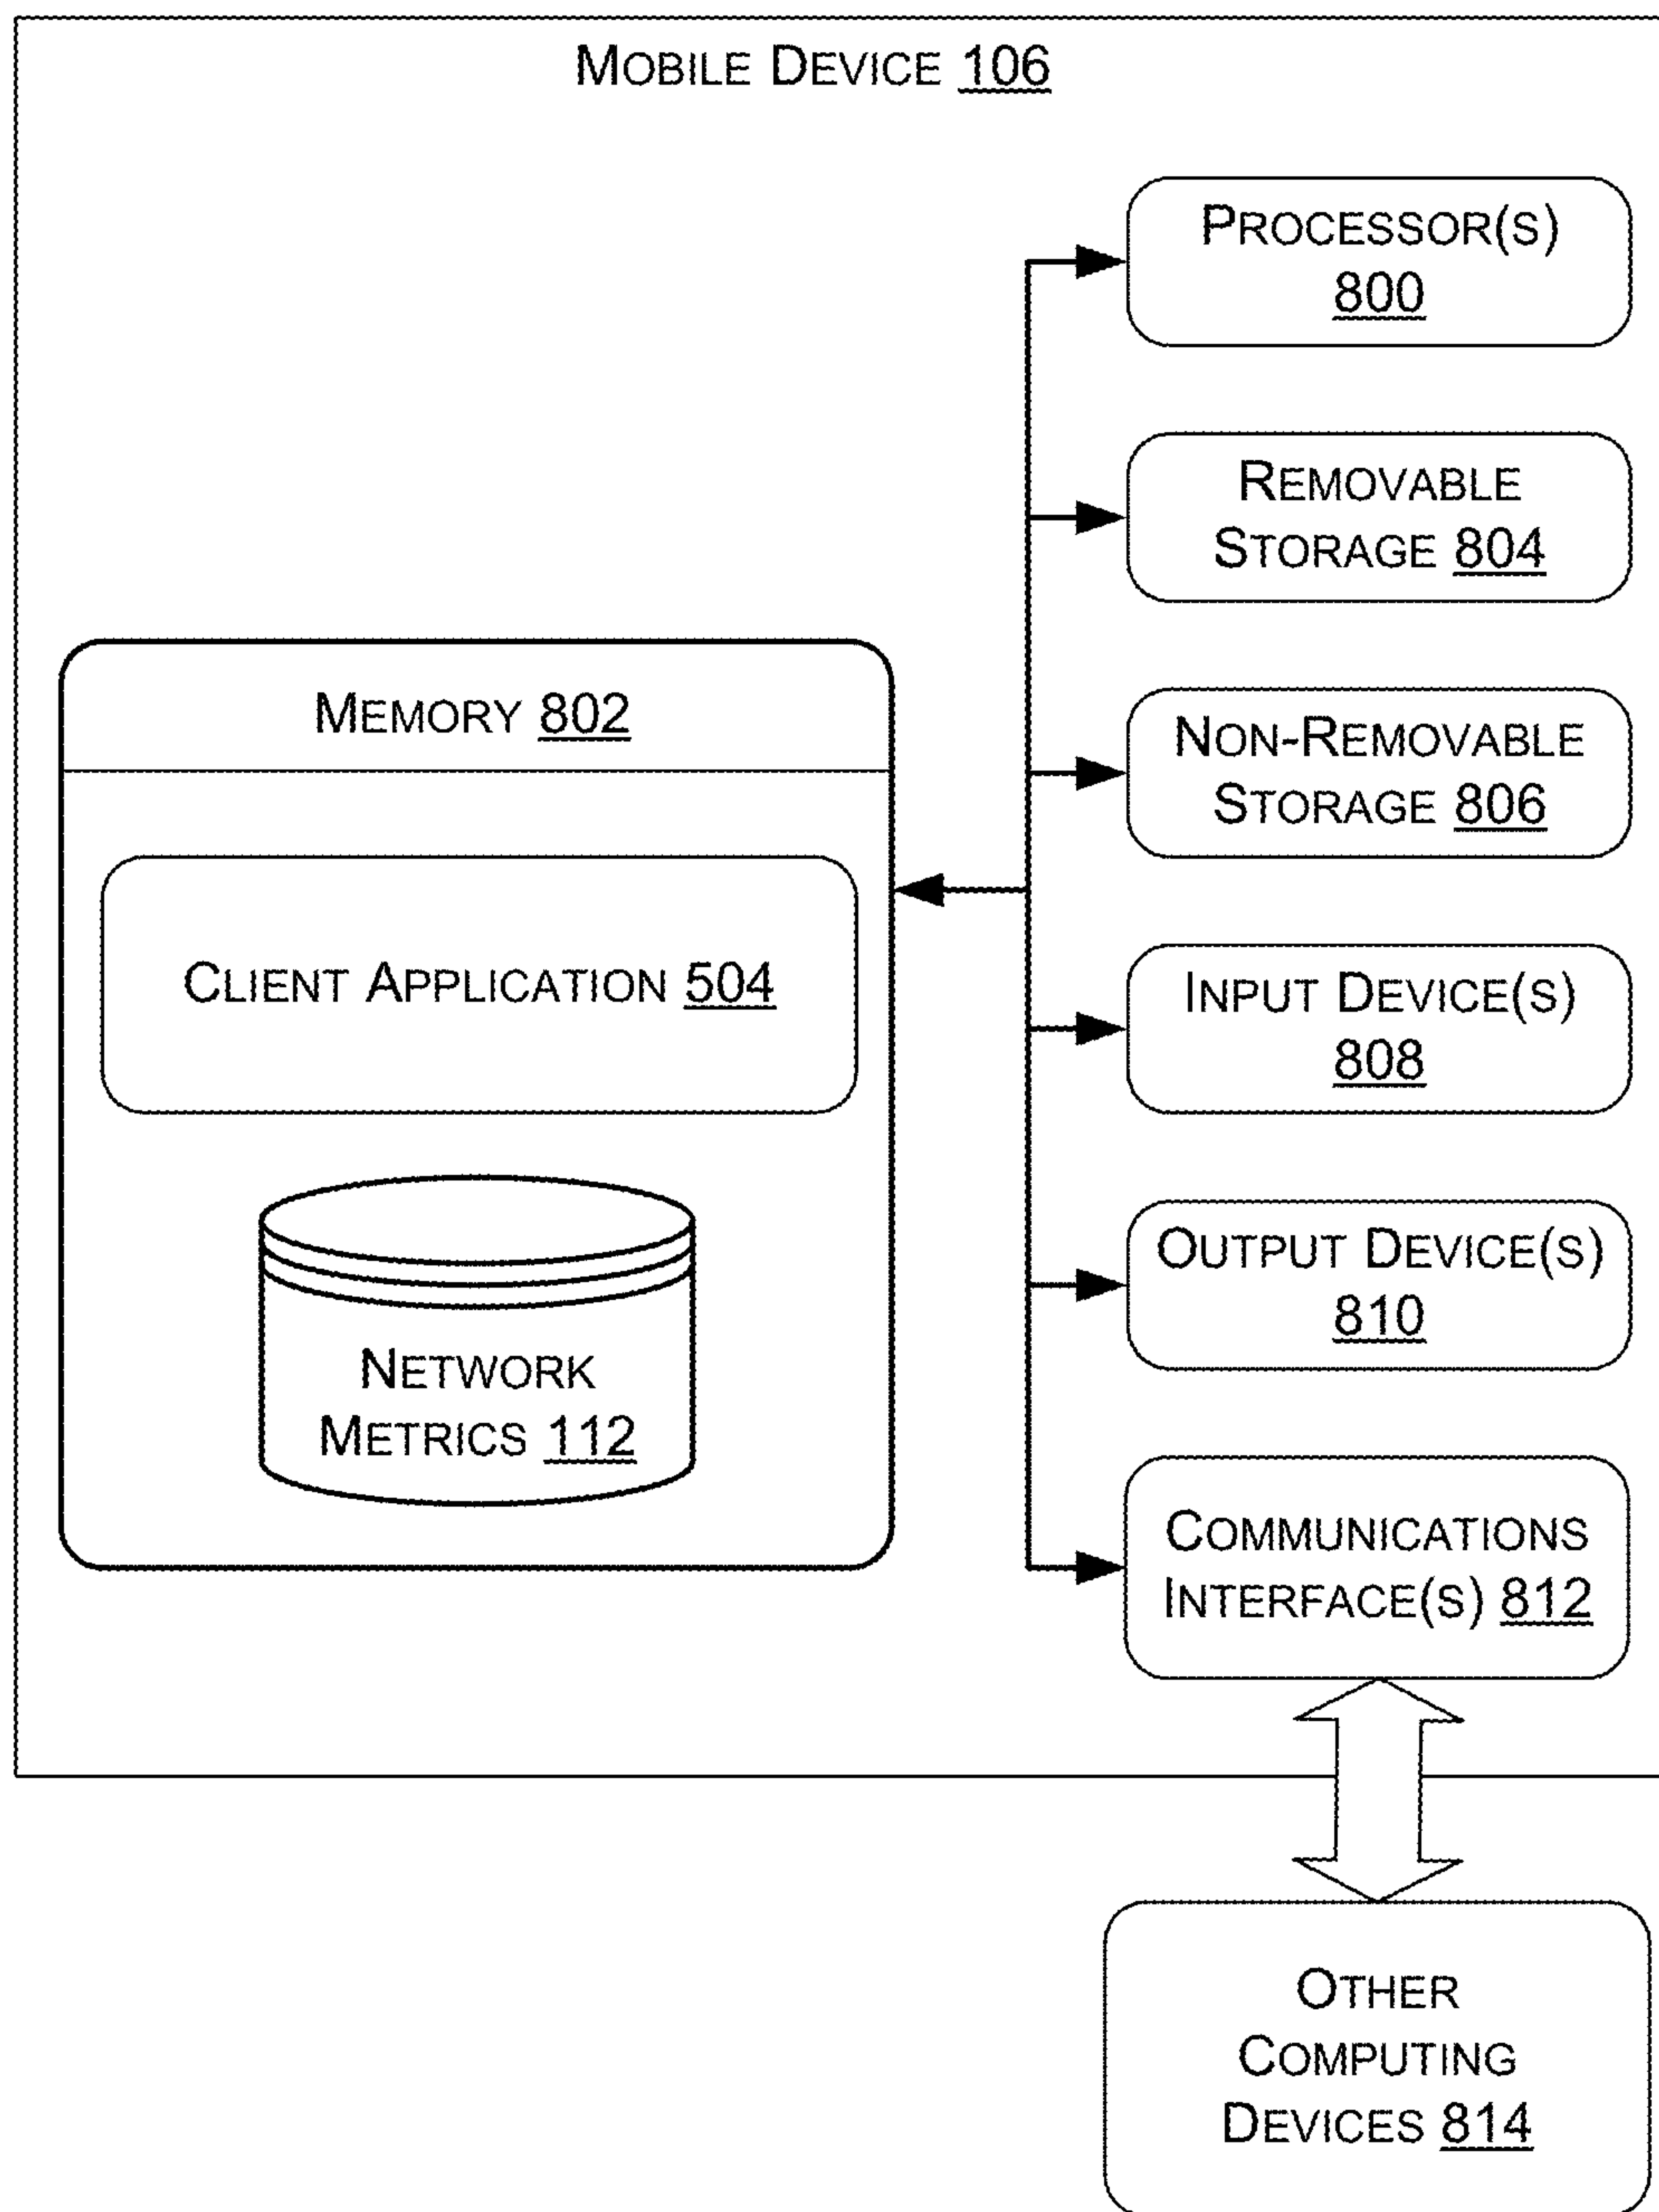 MOBILE DEVICE 106
PROCESSOR(S)
800
REMOVABLE
STORAGE 804
MEMORY 802
NON-REMOVABLE
STORAGE 806
CLIENT APPLICATION 504
INPUT DEVICE(S)
808
OUTPUT DEVICE(S)
810
NETWORK
METRICS 112
COMMUNICATIONS
INTERFACE(S) 812
OTHER
COMPUTING
DEVICES 814